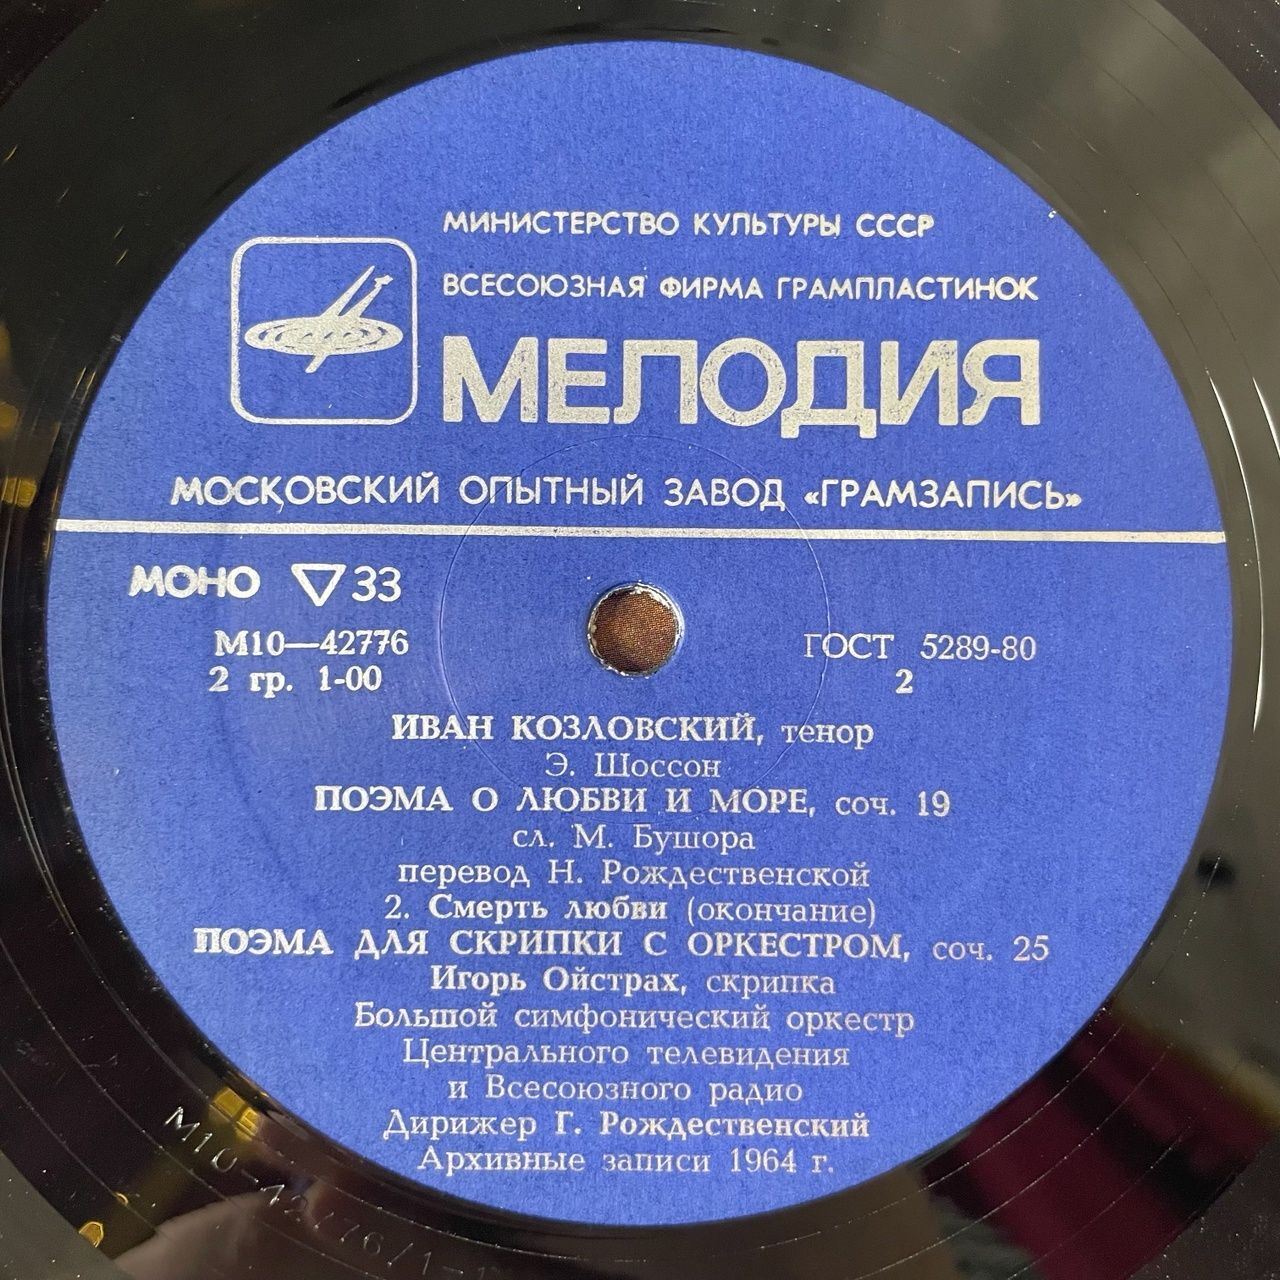 МИНИСТЕРСТВО КУЛЬТУРЫ СССР
ВСЕСОЮЗНАЯ ФИРМА ГРАМПЛАСТИНОК
МЕЛОДИЯ
МОСКОВСКИЙ ОПЫТНЫЙ ЗАВОД «ГРАМЗАПИСЬ»
МОНО ▽33
М10—42776
2 гр. 1-00
ГОСТ 5289-80
2
ИВАН КОЗЛОВСКИЙ, тенор
Э. Шоссон
ПОЭМА О ЛЮБВИ И МОРЕ, соч. 19
сл. М. Бушора
перевод Н. Рождественской
2. Смерть любви (окончание)
ПОЭМА ДЛЯ СКРИПКИ С ОРКЕСТРОМ, соч. 25
Игорь Ойстрах, скрипка
Большой симфонический оркестр
Центрального телевидения
и Всесоюзного радио
Дирижер Г. Рождественский
Архивные записи 1964 г.